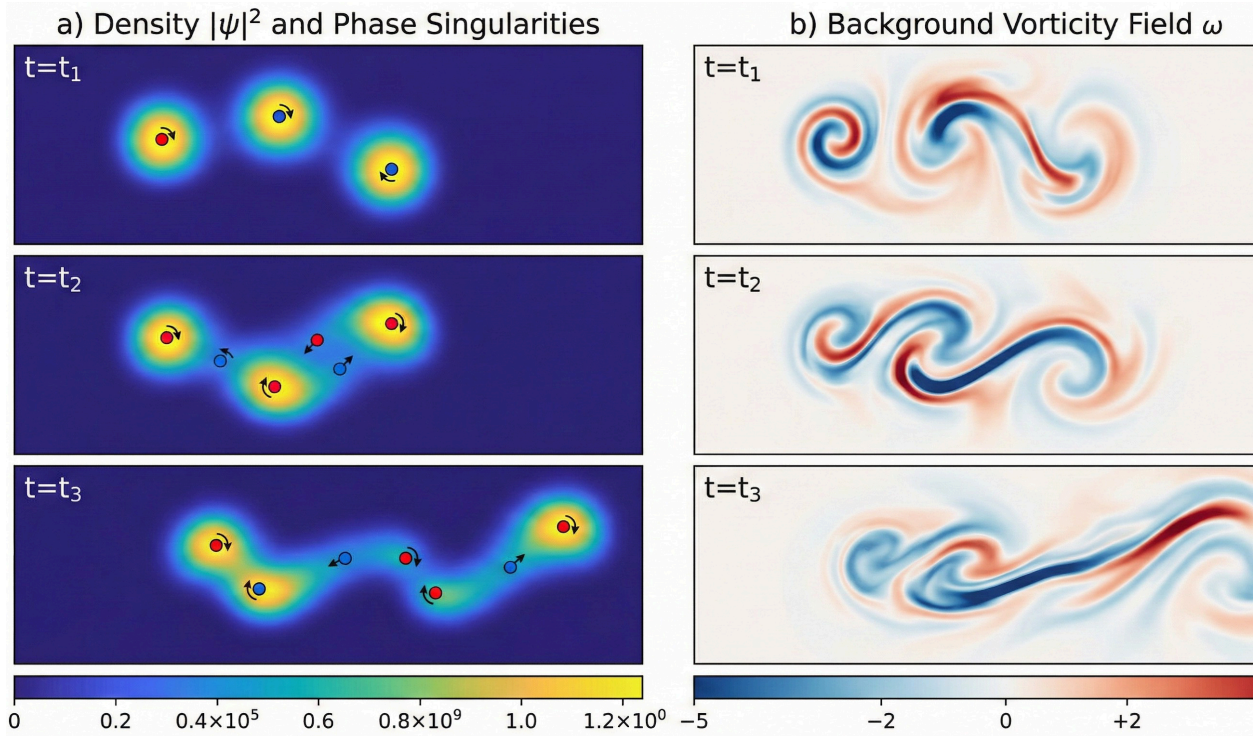 a) Density |ψ|² and Phase Singularities
b) Background Vorticity Field ω
t=t₁
t=t₁
t=t₂
t=t₂
t=t₃
t=t₃
0 0.2 0.4×10⁵ 0.6 0.8×10⁹ 1.0 1.2×10⁰
−5 −2 0 +2